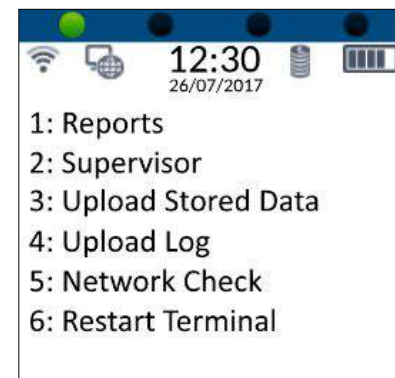 12:30
26/07/2017
1: Reports
2: Supervisor
3: Upload Stored Data
4: Upload Log
5: Network Check
6: Restart Terminal